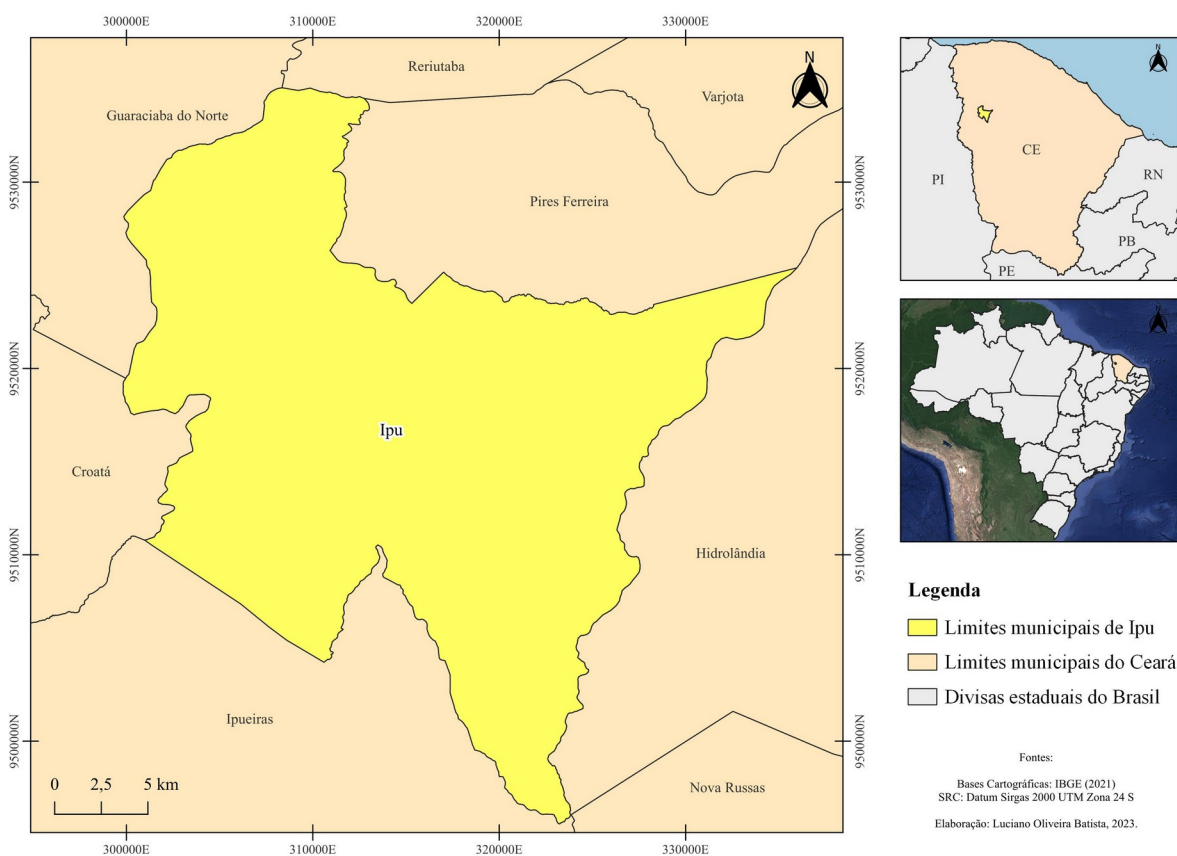 300000E 310000E 320000E 330000E
N
Reriutaba
Varjota
Guaraciaba do Norte
9530000N 9530000N
Pires Ferreira
9520000N 9520000N
Ipu
Croatá
9510000N 9510000N
Hidrolândia
Ipueiras
9500000N 9500000N
Nova Russas
0 2,5 5 km
300000E 310000E 320000E 330000E
N
CE
PI
RN
PB
PE
N
Legenda
Limites municipais de Ipu
Limites municipais do Ceará
Divisas estaduais do Brasil
Fontes:
Bases Cartográficas: IBGE (2021)
SRC: Datum Sirgas 2000 UTM Zona 24 S
Elaboração: Luciano Oliveira Batista, 2023.